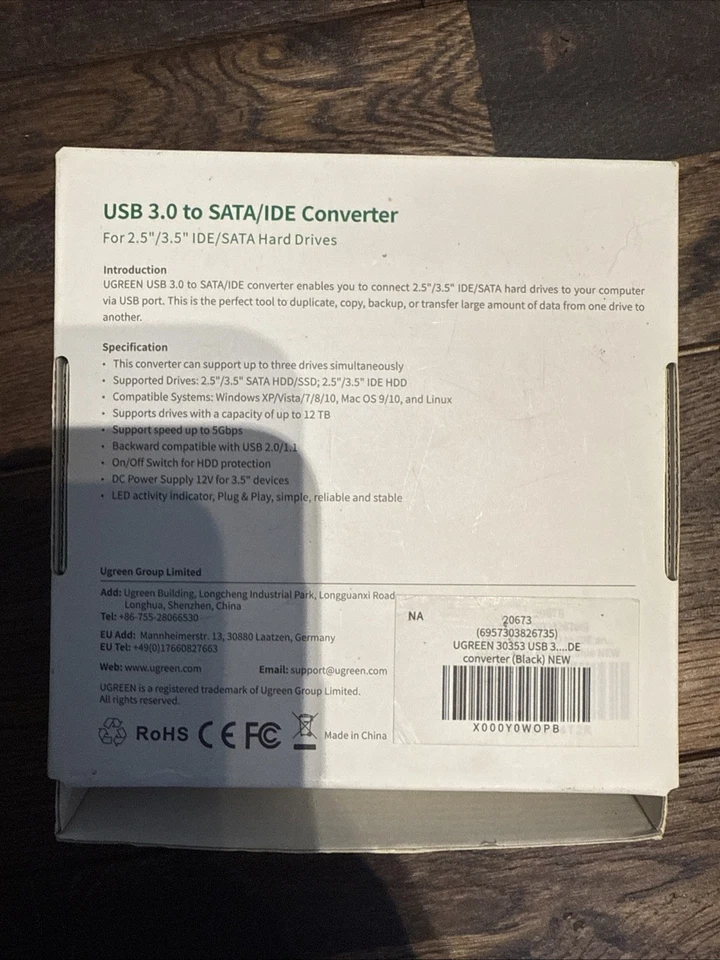 USB 3.0 to SATA/IDE Converter
For 2.5"/3.5" IDE/SATA Hard Drives
Introduction
UGREEN USB 3.0 to SATA/IDE converter enables you to connect 2.5"/3.5" IDE/SATA hard drives to your computer
via USB port. This is the perfect tool to duplicate, copy, backup, or transfer large amount of data from one drive to
another.
Specification
• This converter can support up to three drives simultaneously
• Supported Drives: 2.5"/3.5" SATA HDD/SSD; 2.5"/3.5" IDE HDD
• Compatible Systems: Windows XP/Vista/7/8/10, Mac OS 9/10, and Linux
• Supports drives with a capacity of up to 12 TB
• Support speed up to 5Gbps
• Backward compatible with USB 2.0/1.1
• On/Off Switch for HDD protection
• DC Power Supply 12V for 3.5" devices
• LED activity indicator, Plug & Play, simple, reliable and stable
Ugreen Group Limited
Add: Ugreen Building, Longcheng Industrial Park, Longguanxi Road
Longhua, Shenzhen, China
Tel: +86-755-28066530
EU Add: Mannheimerstr. 13, 30880 Laatzen, Germany
EU Tel: +49(0)17660827663
Web: www.ugreen.com Email: support@ugreen.com
UGREEN is a registered trademark of Ugreen Group Limited.
All rights reserved.
RoHS CE FC Made in China
NA
20673
(6957303826735)
UGREEN 30353 USB 3....DE
converter (Black) NEW
X000Y0WOPB